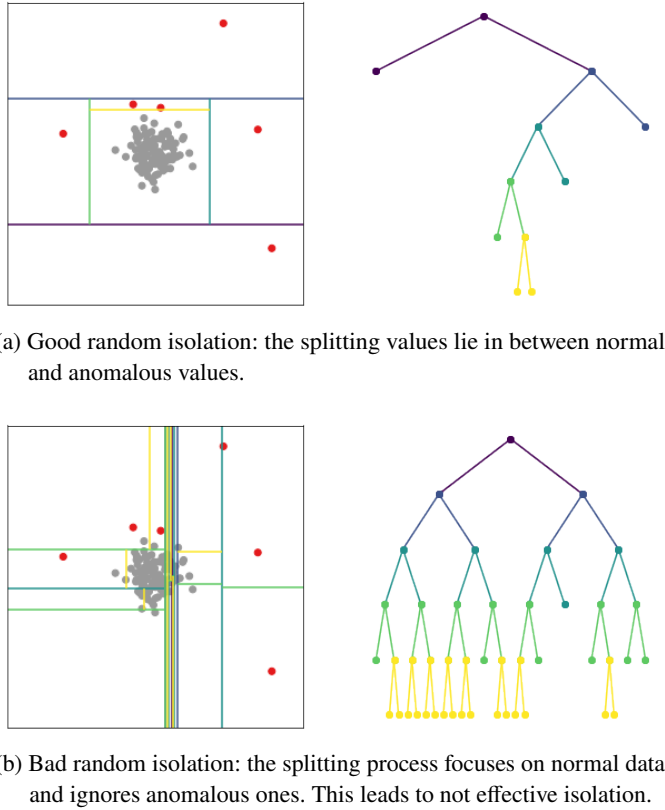 a) Good random isolation: the splitting values lie in between normal
and anomalous values.
b) Bad random isolation: the splitting process focuses on normal data
and ignores anomalous ones. This leads to not effective isolation.